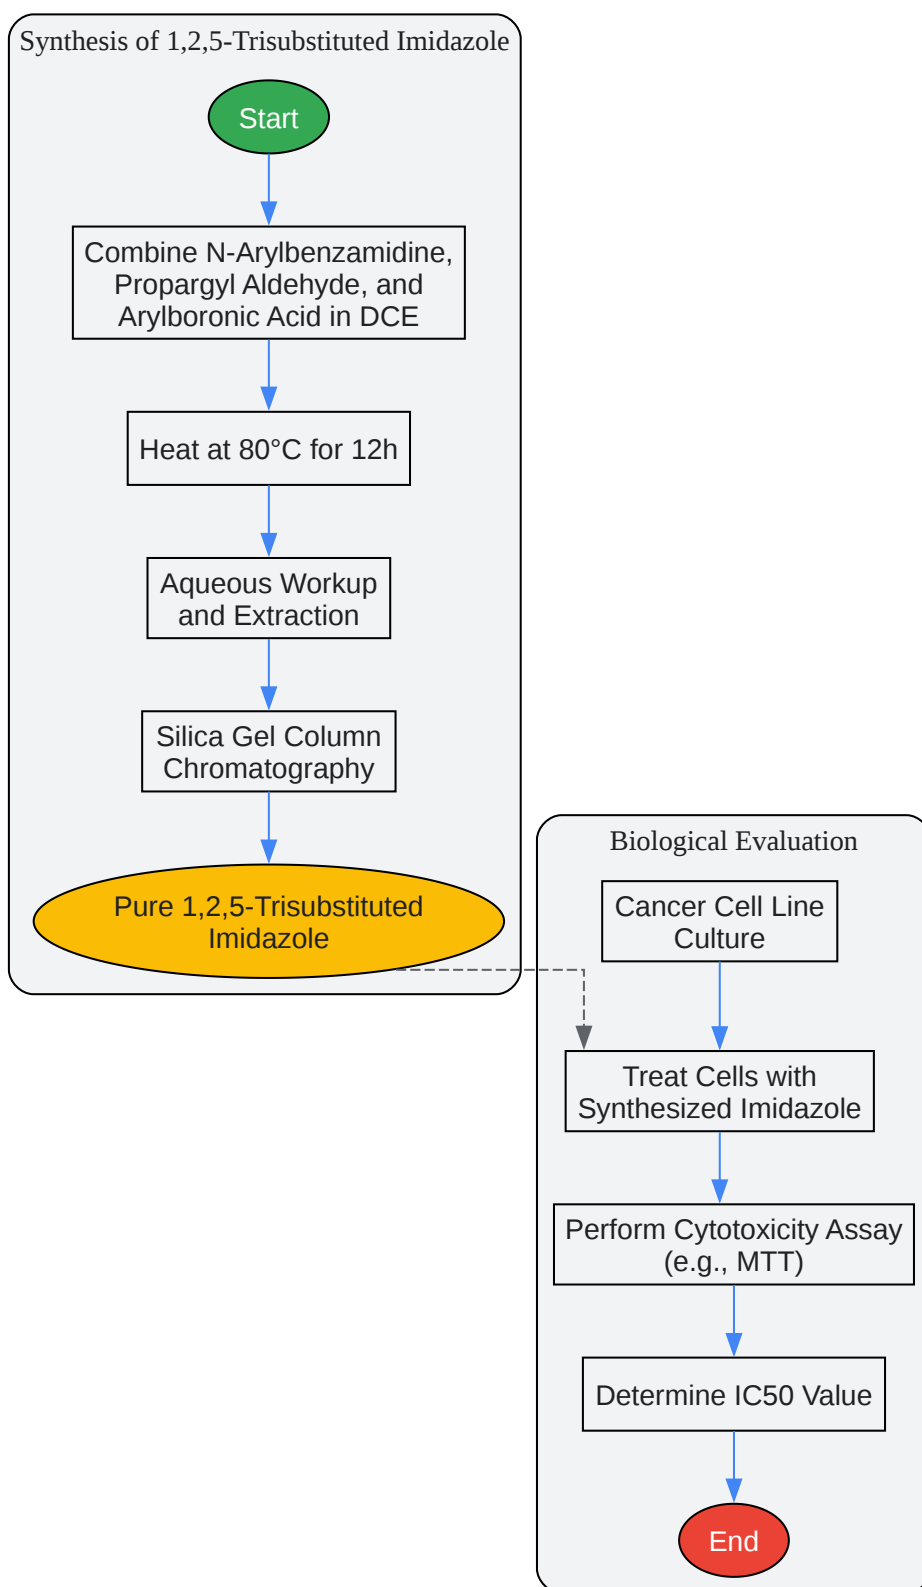 Synthesis of 1,2,5-Trisubstituted Imidazole
Start
Combine N-Arylbenzamidine,
Propargyl Aldehyde, and
Arylboronic Acid in DCE
Heat at 80°C for 12h
Aqueous Workup
and Extraction
Silica Gel Column
Chromatography
Pure 1,2,5-Trisubstituted
Imidazole
Biological Evaluation
Cancer Cell Line
Culture
Treat Cells with
Synthesized Imidazole
Perform Cytotoxicity Assay
(e.g., MTT)
Determine IC50 Value
End